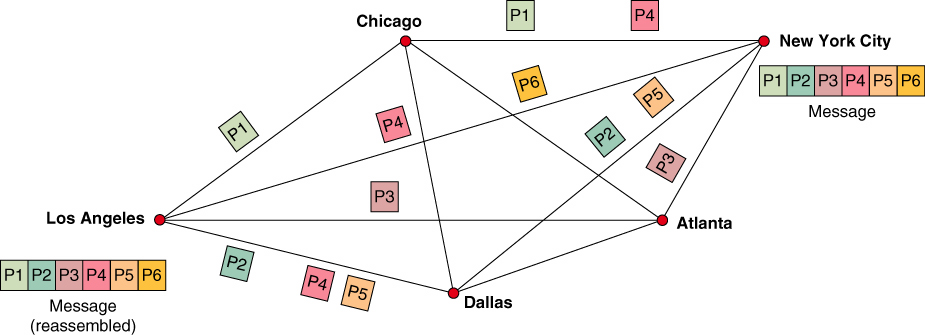 P1 P4
Chicago
New York City
P6
P5
P1 P2 P3 P4 P5 P6
Message
P4
P1
P2
P3
P3
Los Angeles
Atlanta
P2
P4
P5
Dallas
P1 P2 P3 P4 P5 P6
Message
(reassembled)